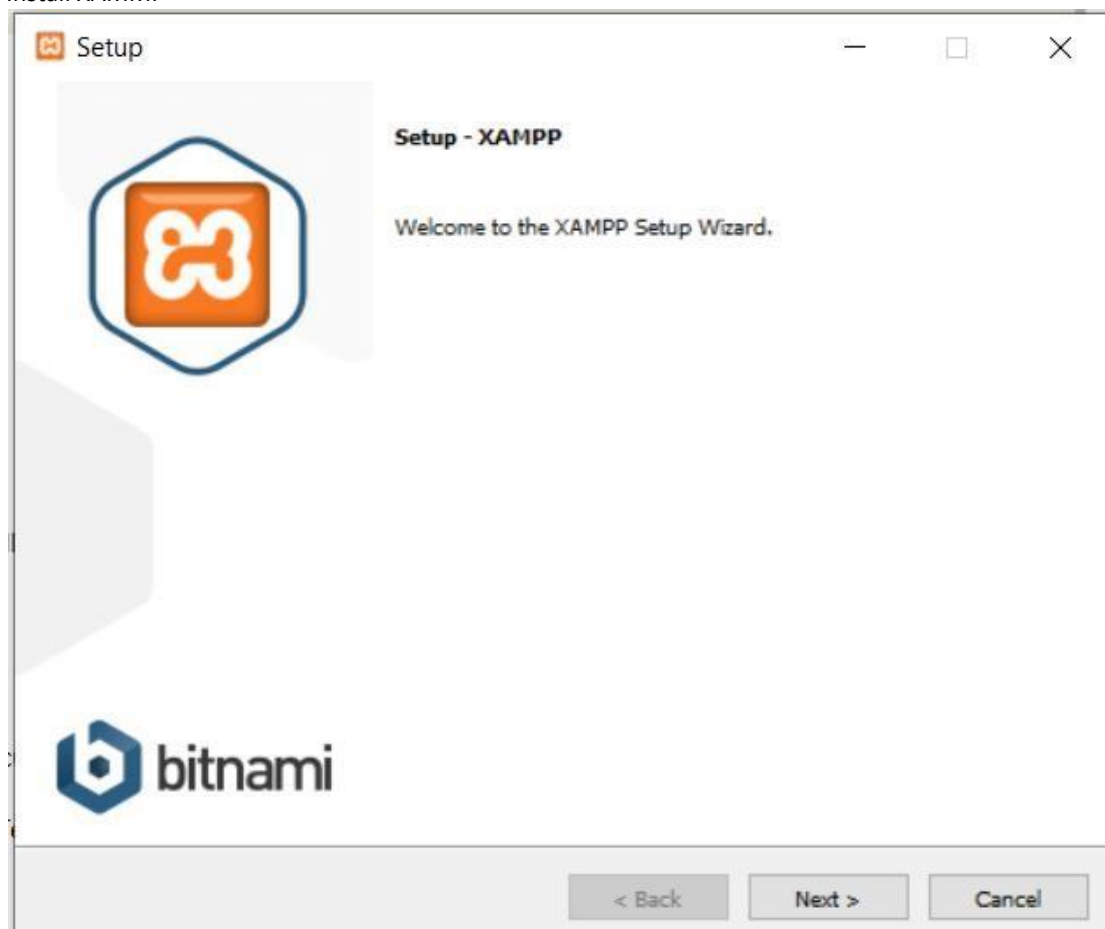 Setup
Setup - XAMPP
Welcome to the XAMPP Setup Wizard.
bitnami
< Back
Next >
Cancel